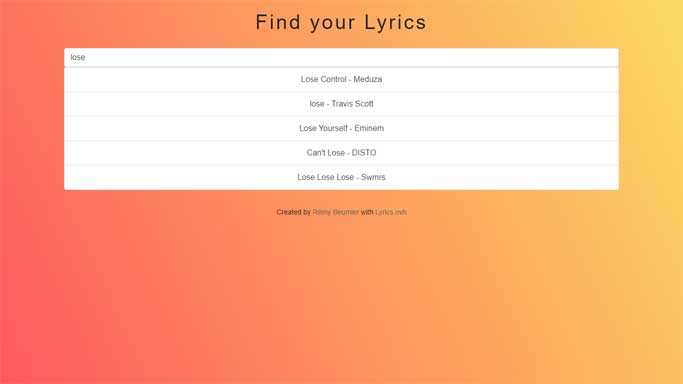 Find your Lyrics
lose
Lose Control - Meduza
lose - Travis Scott
Lose Yourself - Eminem
Can't Lose - DISTO
Lose Lose Lose - Swmrs
Created by Rémy Beumier with Lyrics.ovh